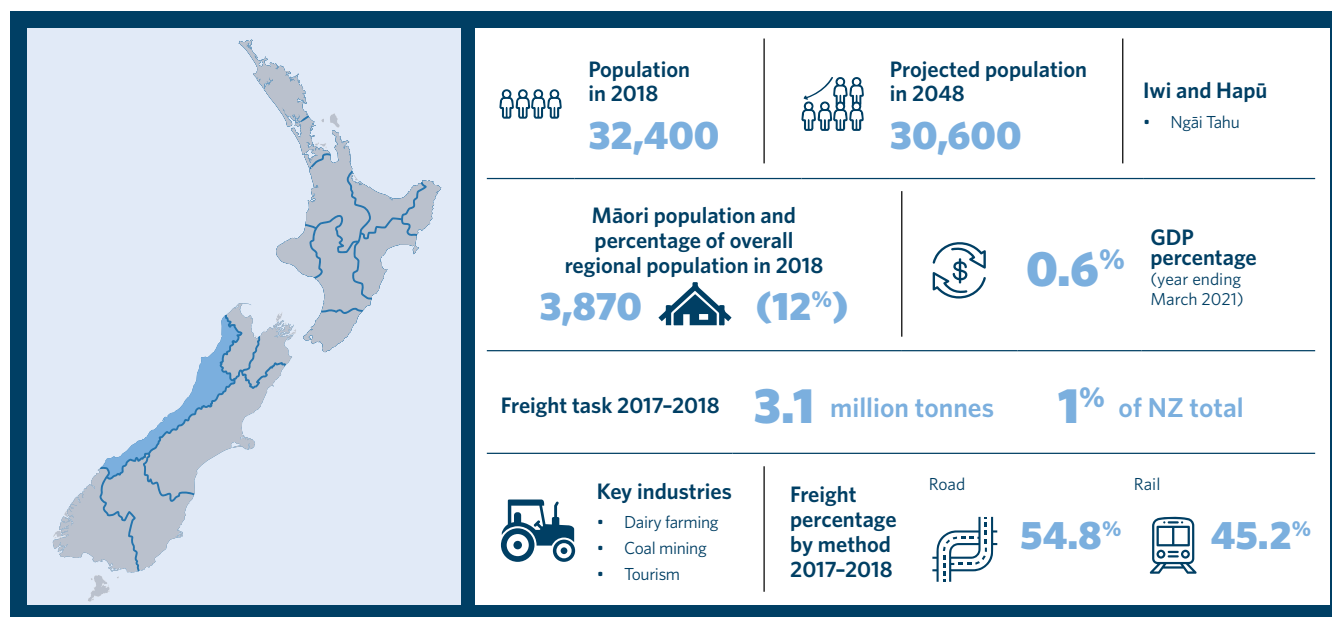 Population
in 2018
32,400
Projected population
in 2048
30,600
Iwi and Hapū
• Ngāi Tahu
Māori population and
percentage of overall
regional population in 2018
3,870 (12%)
0.6%
GDP
percentage
(year ending
March 2021)
Freight task 2017–2018 3.1 million tonnes 1% of NZ total
Key industries
• Dairy farming
• Coal mining
• Tourism
Freight
percentage
by method
2017–2018
Road
54.8%
Rail
45.2%